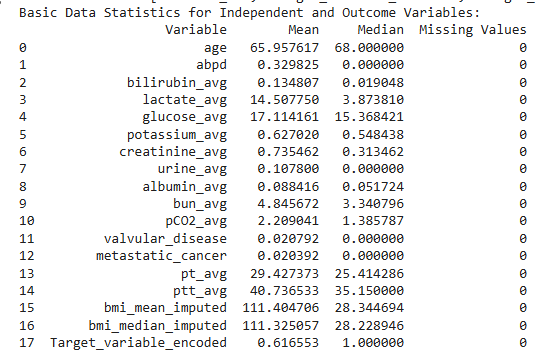 Basic Data Statistics for Independent and Outcome Variables:
Variable Mean Median Missing Values
0 age 65.957617 68.000000 0
1 abpd 0.329825 0.000000 0
2 bilirubin_avg 0.134807 0.019048 0
3 lactate_avg 14.507750 3.873810 0
4 glucose_avg 17.114161 15.368421 0
5 potassium_avg 0.627020 0.548438 0
6 creatinine_avg 0.735462 0.313462 0
7 urine_avg 0.107800 0.000000 0
8 albumin_avg 0.088416 0.051724 0
9 bun_avg 4.845672 3.340796 0
10 pCO2_avg 2.209041 1.385787 0
11 valvular_disease 0.020792 0.000000 0
12 metastatic_cancer 0.020392 0.000000 0
13 pt_avg 29.427373 25.414286 0
14 ptt_avg 40.736533 35.150000 0
15 bmi_mean_imputed 111.404706 28.344694 0
16 bmi_median_imputed 111.325057 28.228946 0
17 Target_variable_encoded 0.616553 1.000000 0